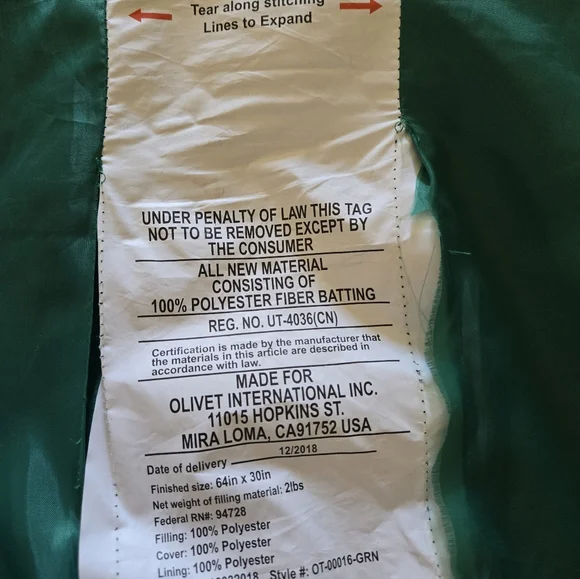 Tear along stitching
Lines to Expand
UNDER PENALTY OF LAW THIS TAG
NOT TO BE REMOVED EXCEPT BY
THE CONSUMER
ALL NEW MATERIAL
CONSISTING OF
100% POLYESTER FIBER BATTING
REG. NO. UT-4036(CN)
Certification is made by the manufacturer that
the materials in this article are described in
accordance with law.
MADE FOR
OLIVET INTERNATIONAL INC.
11015 HOPKINS ST.
MIRA LOMA, CA91752 USA
Date of delivery 12/2018
Finished size: 64in x 30in
Net weight of filling material: 2lbs
Federal RN#: 94728
Filling: 100% Polyester
Cover: 100% Polyester
Lining: 100% Polyester
Style #: OT-00016-GRN